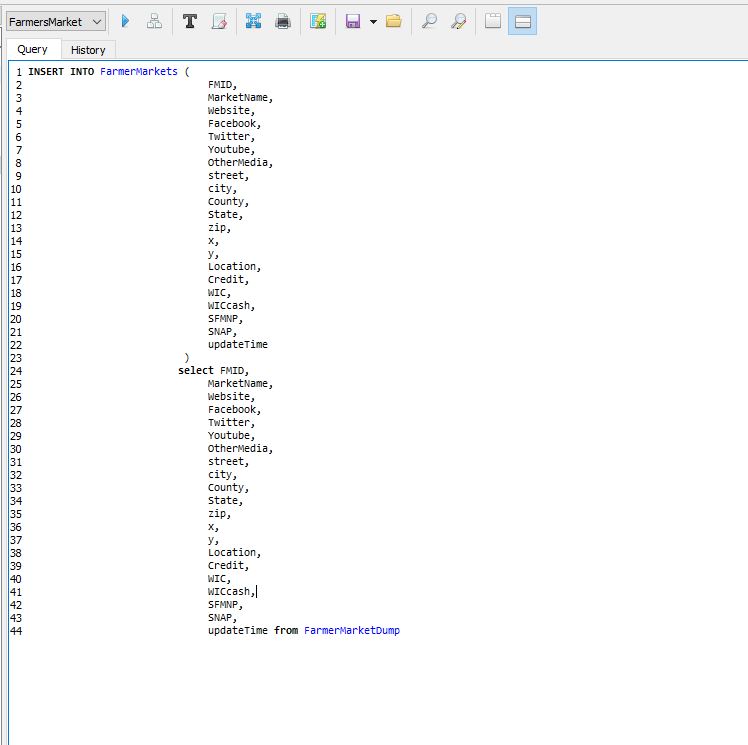 FarmersMarket
Query History
1 INSERT INTO FarmerMarkets (
2 FMID,
3 MarketName,
4 Website,
5 Facebook,
6 Twitter,
7 Youtube,
8 OtherMedia,
9 street,
10 city,
11 County,
12 State,
13 zip,
14 x,
15 y,
16 Location,
17 Credit,
18 WIC,
19 WICcash,
20 SFMNP,
21 SNAP,
22 updateTime
23 )
24 select FMID,
25 MarketName,
26 Website,
27 Facebook,
28 Twitter,
29 Youtube,
30 OtherMedia,
31 street,
32 city,
33 County,
34 State,
35 zip,
36 x,
37 y,
38 Location,
39 Credit,
40 WIC,
41 WICcash,
42 SFMNP,
43 SNAP,
44 updateTime from FarmerMarketDump